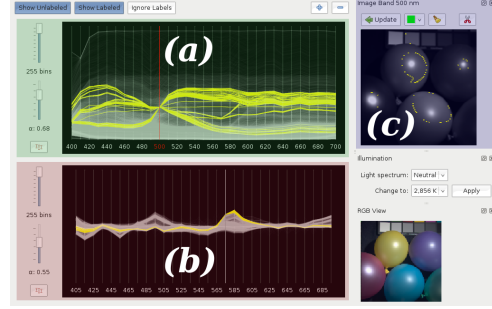 Show Unlabeled Show Labeled Ignore Labels
255 bins
α: 0.68
(a)
400 420 440 460 480 500 520 540 560 580 600 620 640 660 680 700
255 bins
α: 0.55
(b)
405 425 445 465 485 505 525 545 565 585 605 625 645 665 685
Image Band 500 nm
Update
(c)
Illumination
Light spectrum: Neutral
Change to: 2,856 K Apply
RGB View